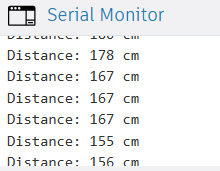 Serial Monitor
Distance: 180 cm
Distance: 178 cm
Distance: 167 cm
Distance: 167 cm
Distance: 167 cm
Distance: 155 cm
Distance: 156 cm